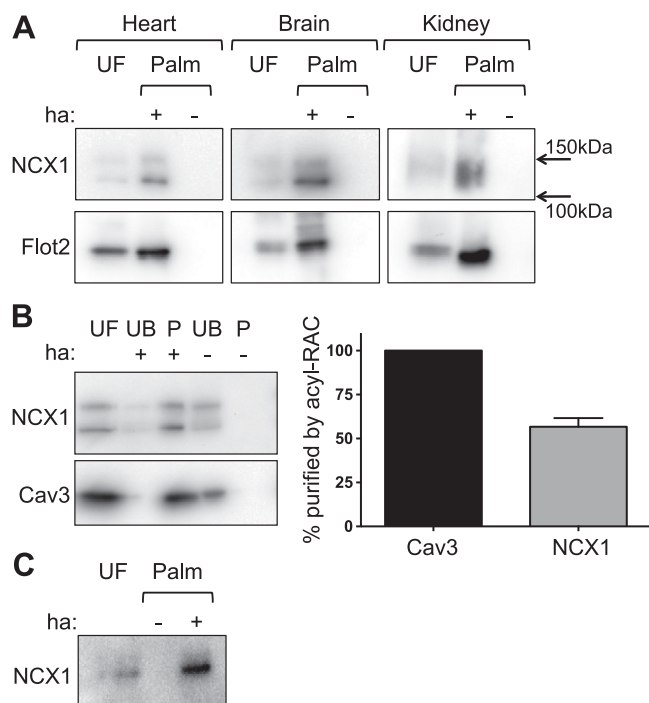 A
Heart Brain Kidney
UF Palm UF Palm UF Palm
ha: + - + - + -
NCX1
150kDa
100kDa
Flot2
B
UF UB P UB P
ha: + + - -
NCX1
Cav3
% purified by acyl-RAC
100
75
50
25
0
Cav3 NCX1
C
UF Palm
ha: - +
NCX1